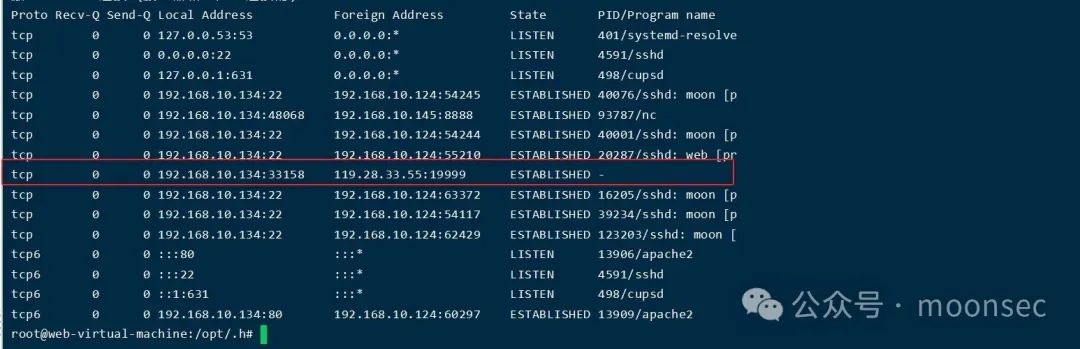 Proto Recv-Q Send-Q Local Address Foreign Address State PID/Program name
tcp 0 0 127.0.0.53:53 0.0.0.0:* LISTEN 401/systemd-resolve
tcp 0 0 0.0.0.0:22 0.0.0.0:* LISTEN 4591/sshd
tcp 0 0 127.0.0.1:631 0.0.0.0:* LISTEN 498/cupsd
tcp 0 0 192.168.10.134:22 192.168.10.124:54245 ESTABLISHED 40076/sshd: moon [p
tcp 0 0 192.168.10.134:48068 192.168.10.145:8888 ESTABLISHED 93787/nc
tcp 0 0 192.168.10.134:22 192.168.10.124:54244 ESTABLISHED 40001/sshd: moon [p
tcp 0 0 192.168.10.134:22 192.168.10.124:55210 ESTABLISHED 20287/sshd: web [pr
tcp 0 0 192.168.10.134:33158 119.28.33.55:19999 ESTABLISHED -
tcp 0 0 192.168.10.134:22 192.168.10.124:63372 ESTABLISHED 16205/sshd: moon [p
tcp 0 0 192.168.10.134:22 192.168.10.124:54117 ESTABLISHED 39234/sshd: moon [p
tcp 0 0 192.168.10.134:22 192.168.10.124:62429 ESTABLISHED 123203/sshd: moon [
tcp6 0 0 :::80 :::* LISTEN 13906/apache2
tcp6 0 0 :::22 :::* LISTEN 4591/sshd
tcp6 0 0 ::1:631 :::* LISTEN 498/cupsd
tcp6 0 0 192.168.10.134:80 192.168.10.124:60297 ESTABLISHED 13909/apache2
root@web-virtual-machine:/opt/.h#
公众号 · moonsec